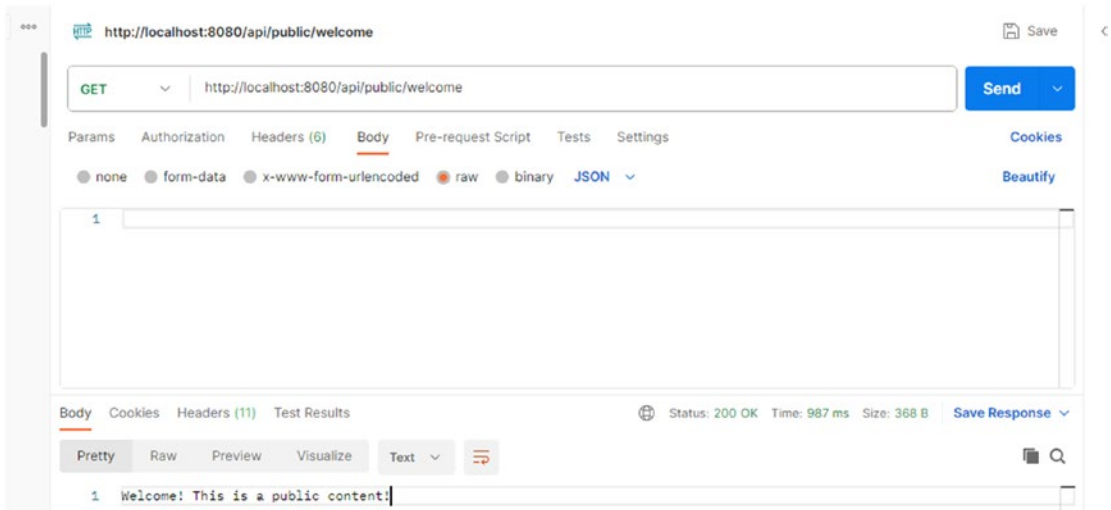 HTTP http://localhost:8080/api/public/welcome Save
GET http://localhost:8080/api/public/welcome Send
Params Authorization Headers (6) Body Pre-request Script Tests Settings Cookies
none form-data x-www-form-urlencoded raw binary JSON Beautify
1
Body Cookies Headers (11) Test Results Status: 200 OK Time: 987 ms Size: 368 B Save Response
Pretty Raw Preview Visualize Text
1 Welcome! This is a public content!